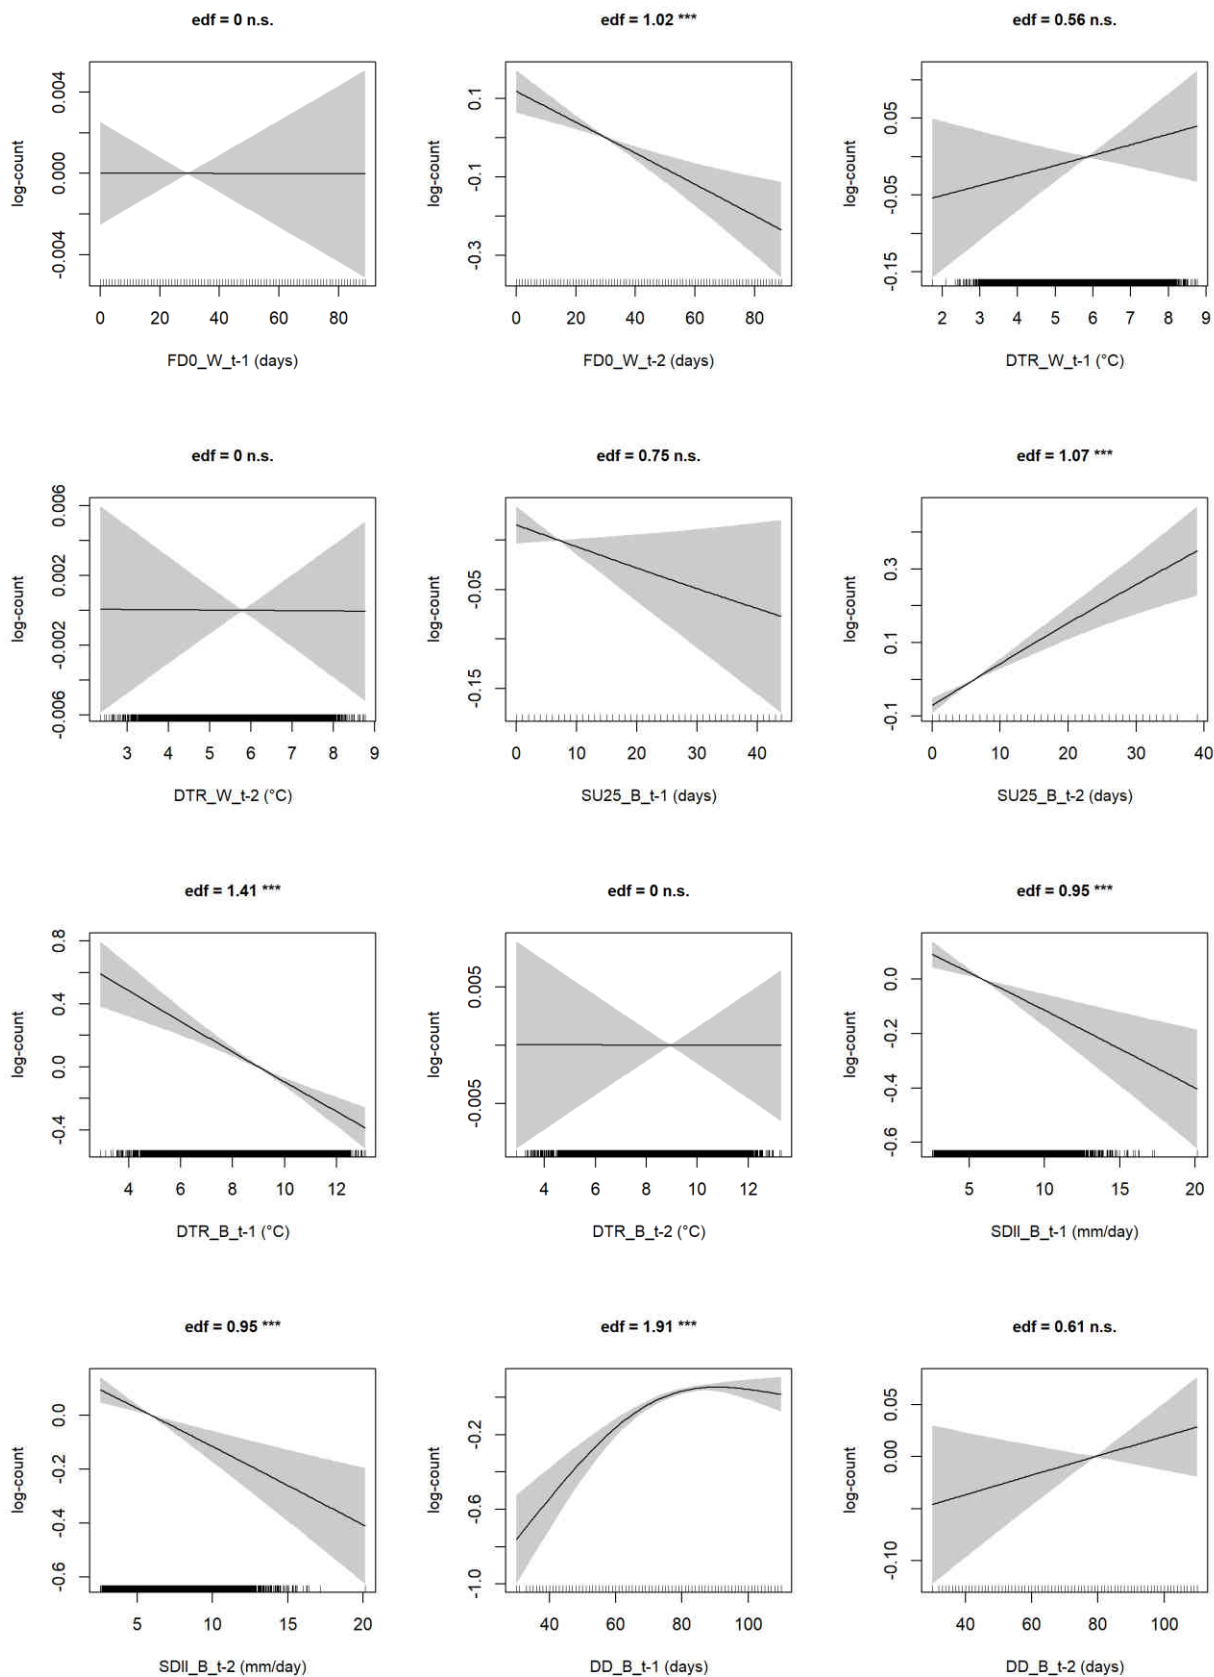 edf = 0 n.s.
edf = 1.02 ***
edf = 0.56 n.s.
log-count
0.004
0.000
-0.004
0 20 40 60 80
FD0_W_t-1 (days)
log-count
0.1
-0.1
-0.3
0 20 40 60 80
FD0_W_t-2 (days)
log-count
0.05
-0.05
-0.15
2 3 4 5 6 7 8 9
DTR_W_t-1 (°C)
edf = 0 n.s.
edf = 0.75 n.s.
edf = 1.07 ***
log-count
0.006
0.002
-0.002
-0.006
3 4 5 6 7 8 9
DTR_W_t-2 (°C)
log-count
-0.05
-0.15
0 10 20 30 40
SU25_B_t-1 (days)
log-count
0.3
0.1
-0.1
0 10 20 30 40
SU25_B_t-2 (days)
edf = 1.41 ***
edf = 0 n.s.
edf = 0.95 ***
log-count
0.8
0.4
0.0
-0.4
4 6 8 10 12
DTR_B_t-1 (°C)
log-count
0.005
-0.005
4 6 8 10 12
DTR_B_t-2 (°C)
log-count
0.0
-0.2
-0.4
-0.6
5 10 15 20
SDII_B_t-1 (mm/day)
edf = 0.95 ***
edf = 1.91 ***
edf = 0.61 n.s.
log-count
0.0
-0.2
-0.4
-0.6
5 10 15 20
SDII_B_t-2 (mm/day)
log-count
-0.2
-0.6
-1.0
40 60 80 100
DD_B_t-1 (days)
log-count
0.05
0.00
-0.10
40 60 80 100
DD_B_t-2 (days)